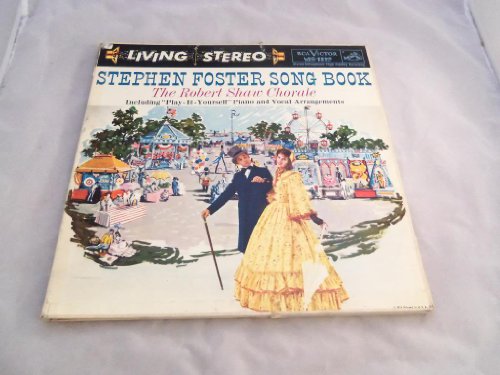 LIVING STEREO
RCA VICTOR
STEPHEN FOSTER SONG BOOK
The Robert Shaw Chorale
Including "Play-It-Yourself" Piano and Vocal Arrangements